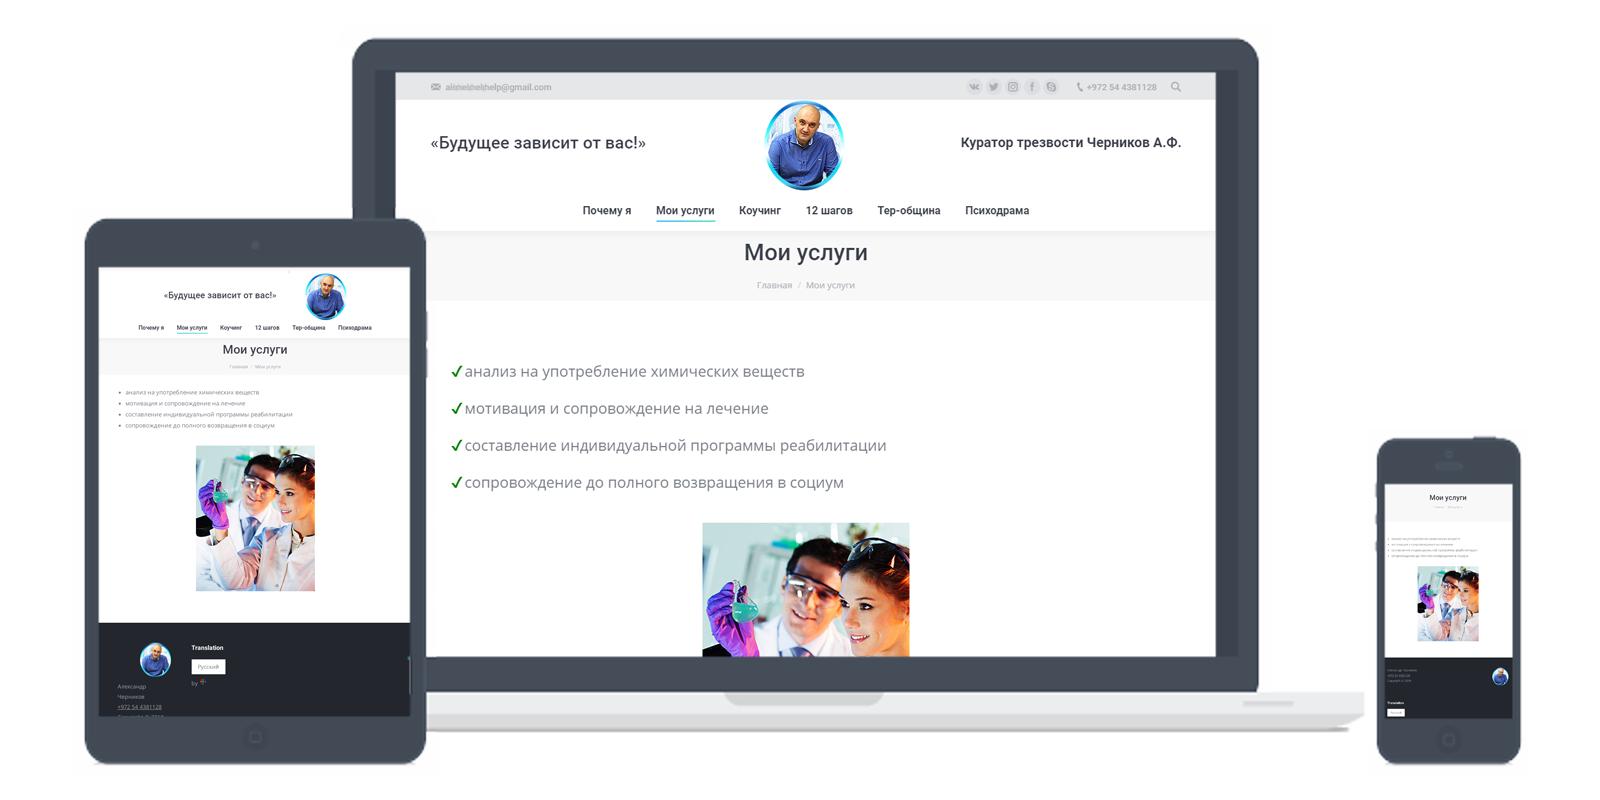 help@gmail.com
+972 54 4381128
«Будущее зависит от вас!»
Куратор трезвости Черников А.Ф.
Почему я Мои услуги Коучинг 12 шагов Тер-община Психодрама
Мои услуги
Главная / Мои услуги
✓анализ на употребление химических веществ
✓мотивация и сопровождение на лечение
✓составление индивидуальной программы реабилитации
✓сопровождение до полного возвращения в социум
«Будущее зависит от вас!»
Почему я Мои услуги Коучинг 12 шагов Тер-община Психодрама
Мои услуги
Главная / Мои услуги
• анализ на употребление химических веществ
• мотивация и сопровождение на лечение
• составление индивидуальной программы реабилитации
• сопровождение до полного возвращения в социум
Translation
Русский
by
Александр
Черников
+972 54 4381128
Мои услуги
Translation